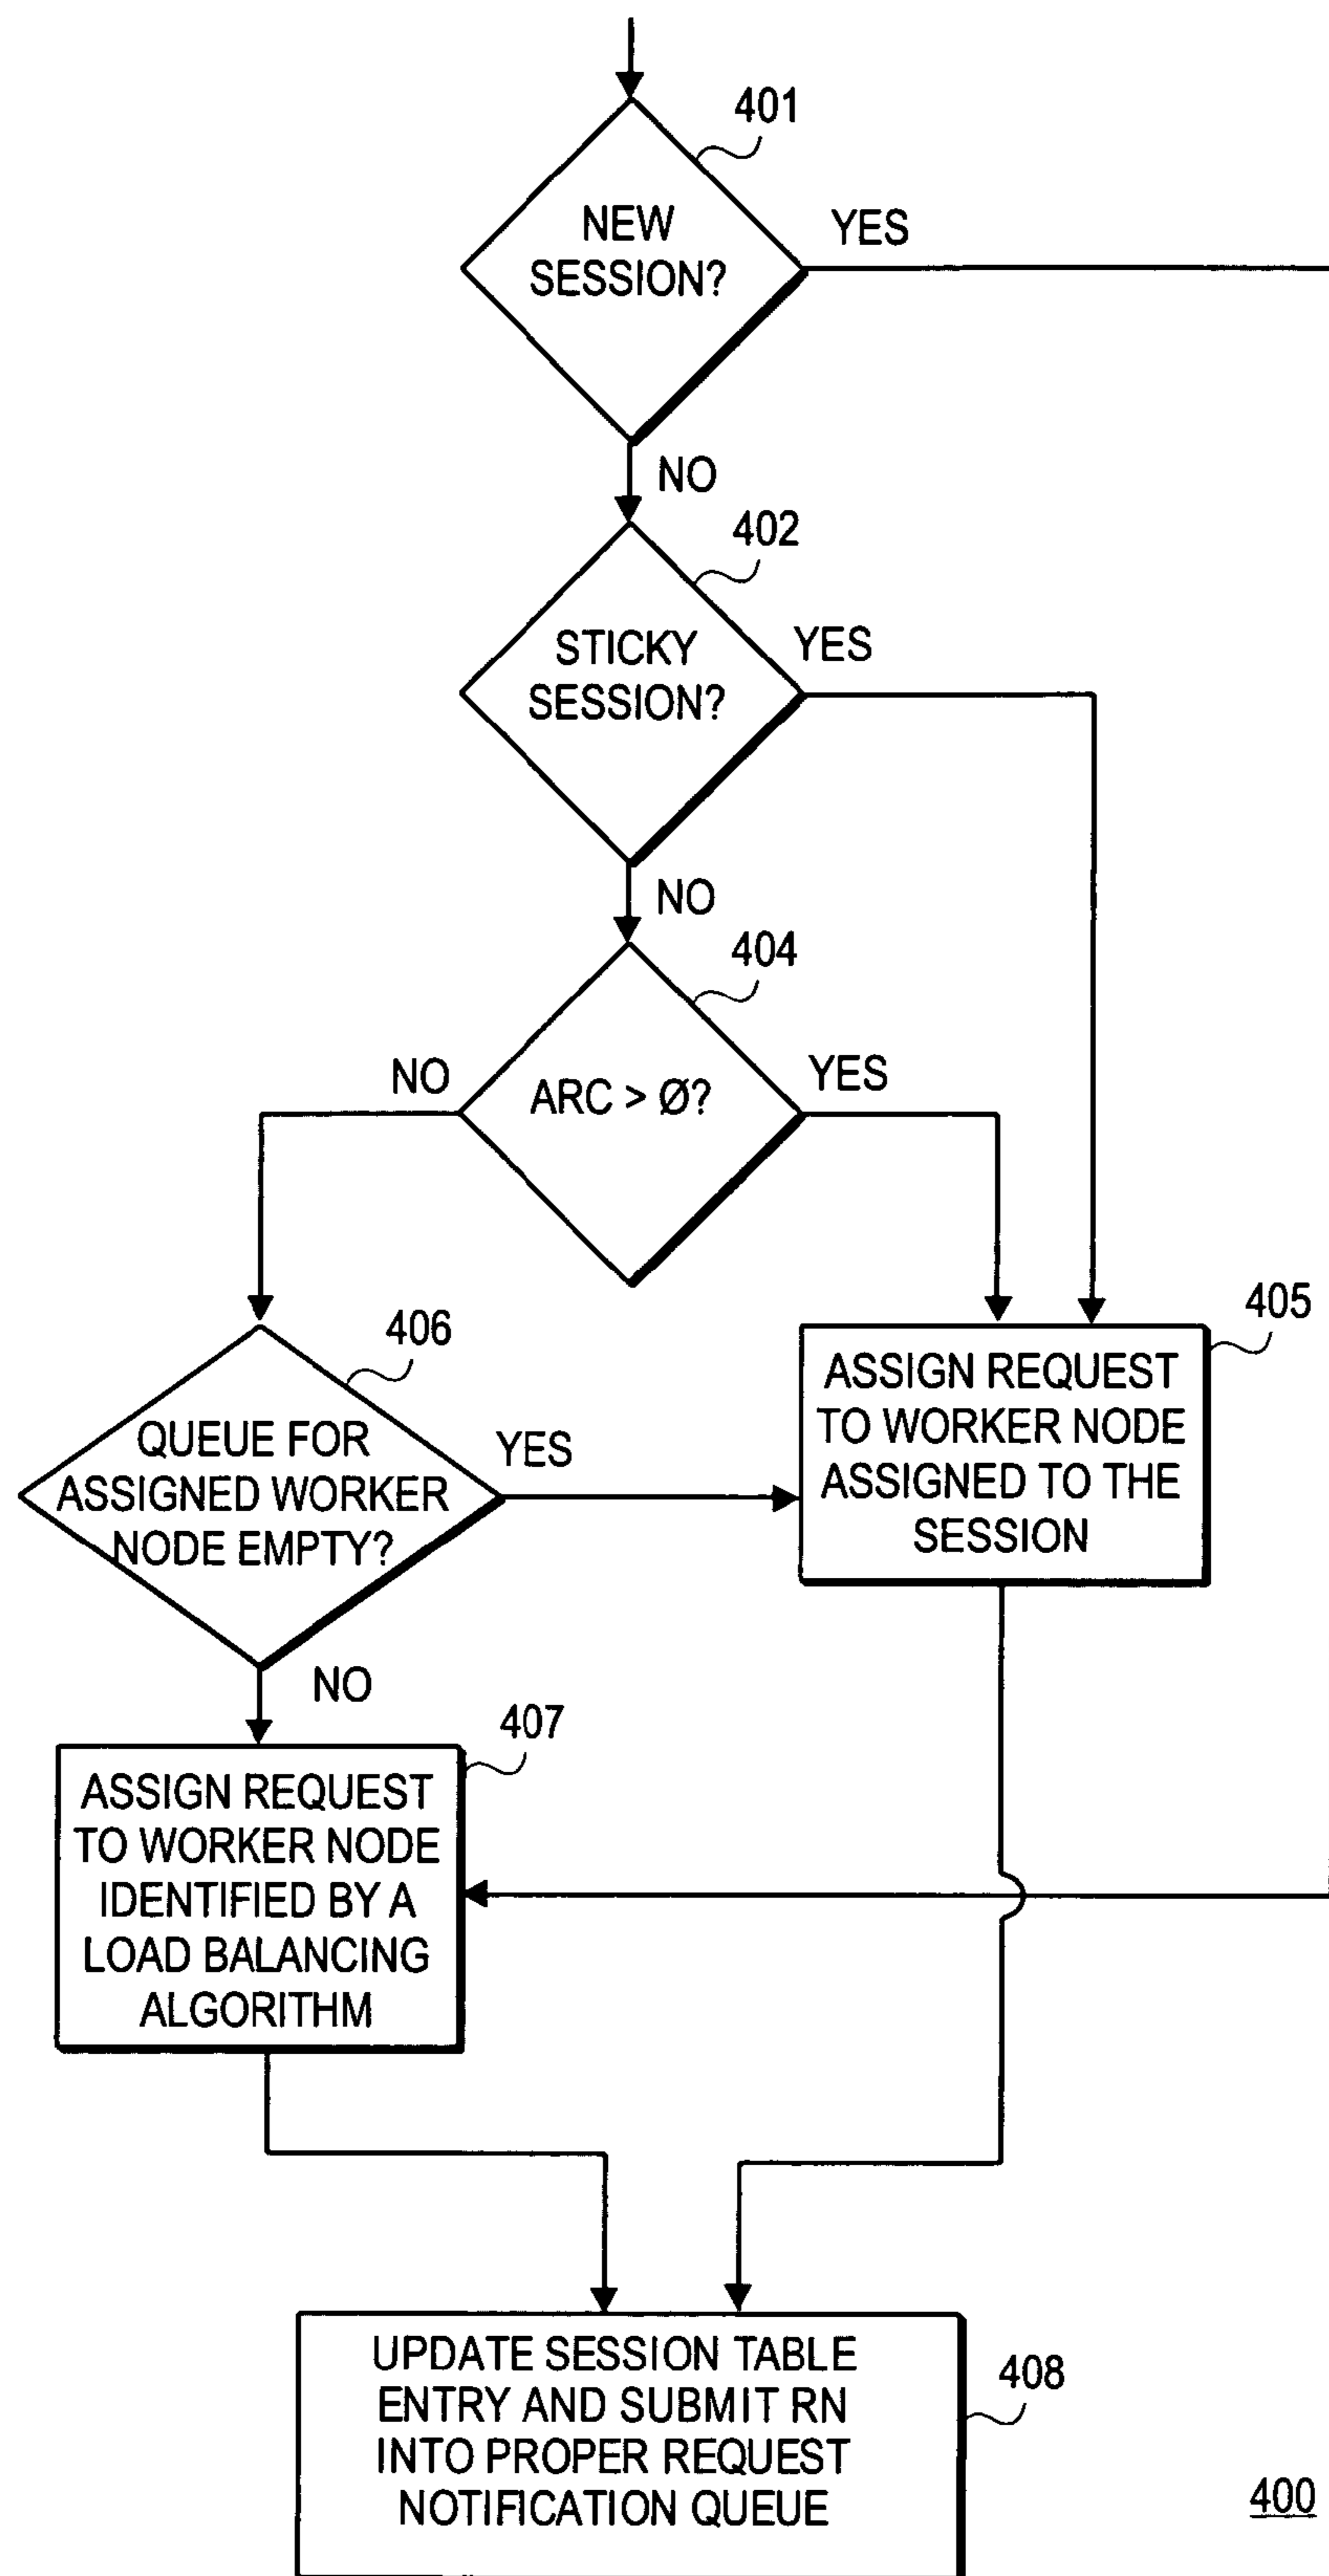 401
NEW
SESSION?
YES
NO
402
STICKY
SESSION?
YES
NO
404
ARC > Ø?
NO
YES
406
QUEUE FOR
ASSIGNED WORKER
NODE EMPTY?
YES
NO
405
ASSIGN REQUEST
TO WORKER NODE
ASSIGNED TO THE
SESSION
407
ASSIGN REQUEST
TO WORKER NODE
IDENTIFIED BY A
LOAD BALANCING
ALGORITHM
UPDATE SESSION TABLE
ENTRY AND SUBMIT RN
INTO PROPER REQUEST
NOTIFICATION QUEUE
408
400